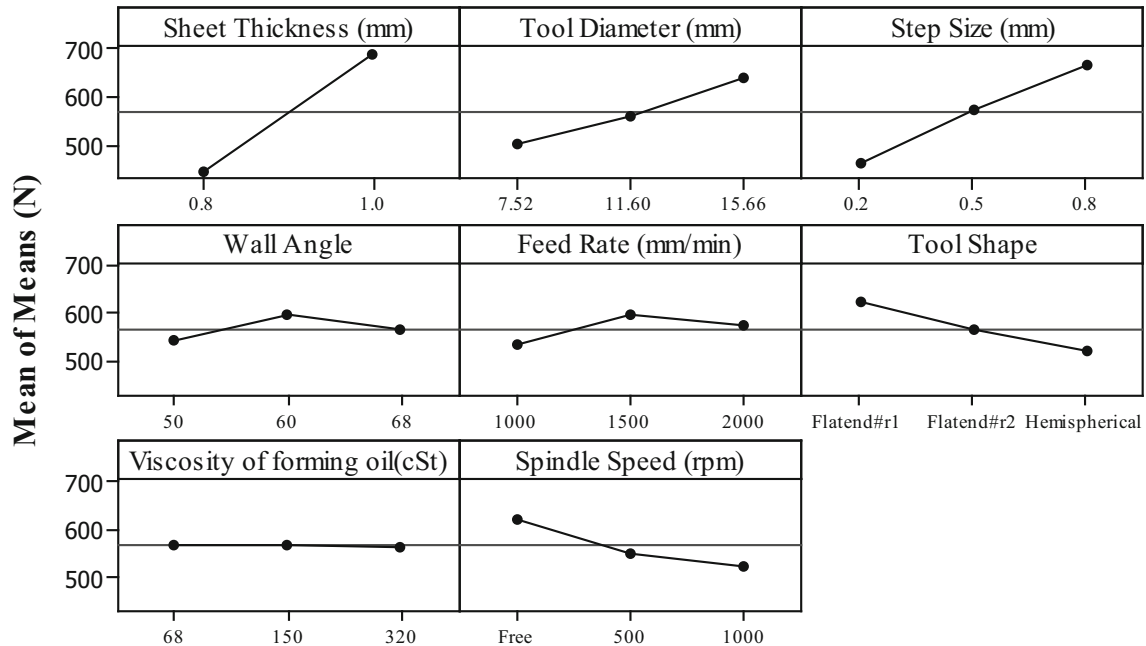 Mean of Means (N)
Sheet Thickness (mm) Tool Diameter (mm) Step Size (mm)
700
600
500
0.8 1.0 7.52 11.60 15.66 0.2 0.5 0.8
Wall Angle Feed Rate (mm/min) Tool Shape
700
600
500
50 60 68 1000 1500 2000 Flatend#r1 Flatend#r2 Hemispherical
Viscosity of forming oil(cSt) Spindle Speed (rpm)
700
600
500
68 150 320 Free 500 1000